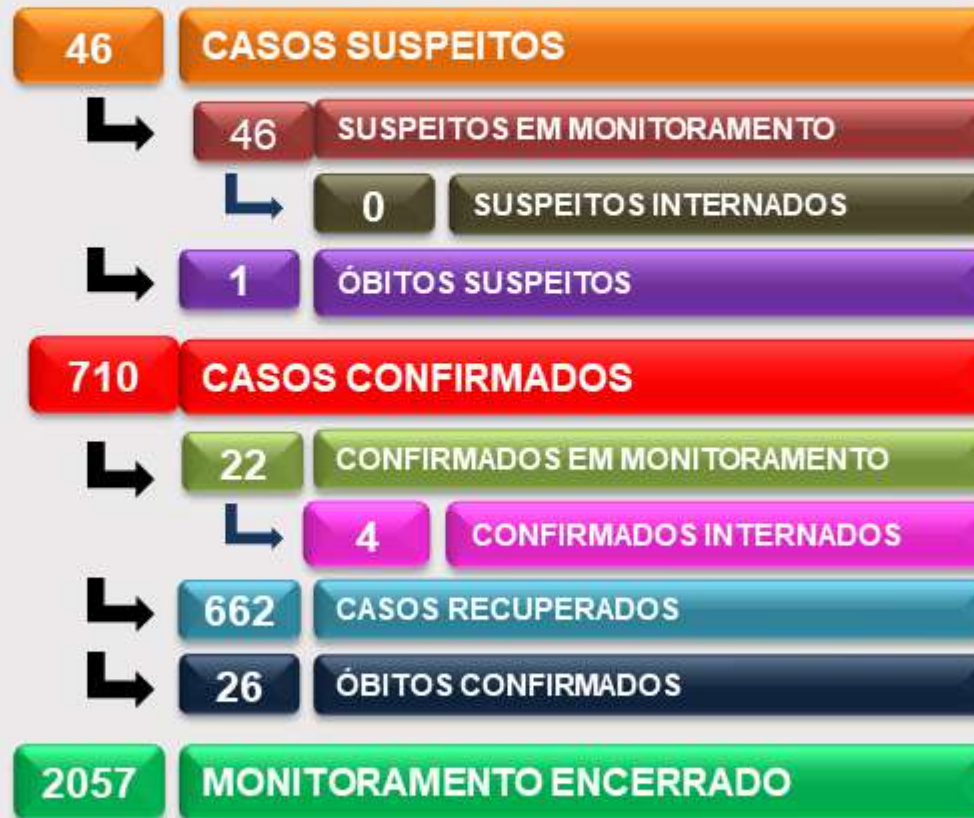 46 CASOS SUSPEITOS
46 SUSPEITOS EM MONITORAMENTO
0 SUSPEITOS INTERNADOS
1 ÓBITOS SUSPEITOS
710 CASOS CONFIRMADOS
22 CONFIRMADOS EM MONITORAMENTO
4 CONFIRMADOS INTERNADOS
662 CASOS RECUPERADOS
26 ÓBITOS CONFIRMADOS
2057 MONITORAMENTO ENCERRADO